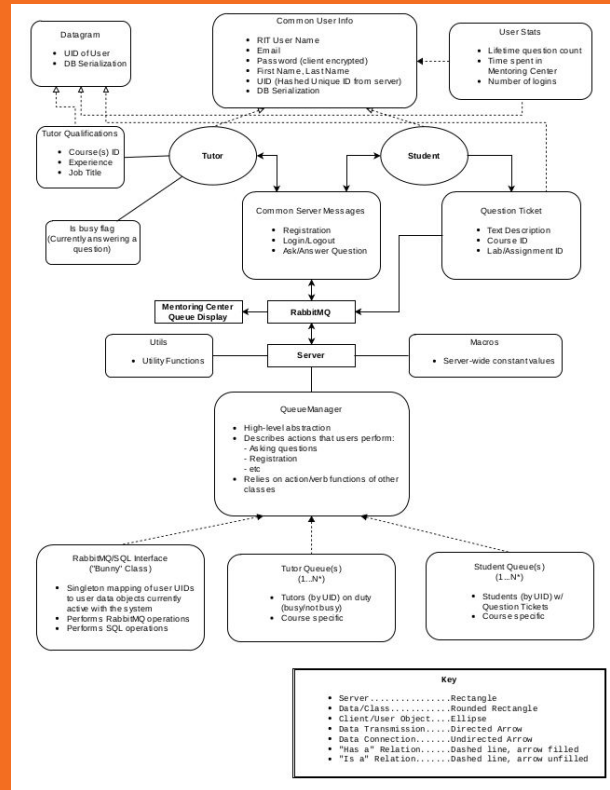 Datagram
• UID of User
• DB Serialization
Common User Info
• RIT User Name
• Email
• Password (client encrypted)
• First Name, Last Name
• UID (Hashed Unique ID from server)
• DB Serialization
User Stats
• Lifetime question count
• Time spent in
Mentoring Center
• Number of logins
Tutor Qualifications
• Course(s) ID
• Experience
• Job Title
Tutor
Student
Is busy flag
(Currently answering a
question)
Common Server Messages
• Registration
• Login/Logout
• Ask/Answer Question
Question Ticket
• Text Description
• Course ID
• Lab/Assignment ID
Mentoring Center
Queue Display
RabbitMQ
Utils
• Utility Functions
Server
Macros
• Server-wide constant values
QueueManager
• High-level abstraction
• Describes actions that users perform:
- Asking questions
- Registration
- etc
• Relies on action/verb functions of other
classes
RabbitMQ/SQL Interface
("Bunny" Class)
• Singleton mapping of user UIDs
to user data objects currently
active with the system
• Performs RabbitMQ operations
• Performs SQL operations
Tutor Queue(s)
(1...N*)
• Tutors (by UID) on duty
(busy/not busy)
• Course specific
Student Queue(s)
(1...N*)
• Students (by UID) w/
Question Tickets
• Course specific
Key
• Server...............Rectangle
• Data/Class...........Rounded Rectangle
• Client/User Object...Ellipse
• Data Transmission....Directed Arrow
• Data Connection......Undirected Arrow
• "Has a" Relation.....Dashed line, arrow filled
• "Is a" Relation......Dashed line, arrow unfilled